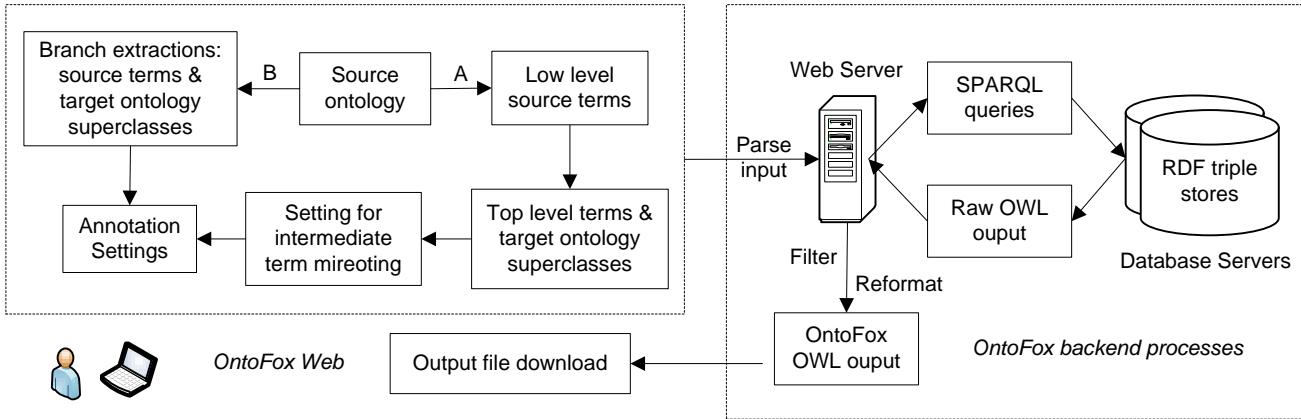 Branch extractions:
source terms &
target ontology
superclasses
B
Source
ontology
A
Low level
source terms
Annotation
Settings
Setting for
intermediate
term mireoting
Top level terms &
target ontology
superclasses
Parse
input
Web Server
SPARQL
queries
RDF triple
stores
Raw OWL
ouput
Database Servers
Filter
Reformat
OntoFox
OWL ouput
OntoFox backend processes
OntoFox Web
Output file download